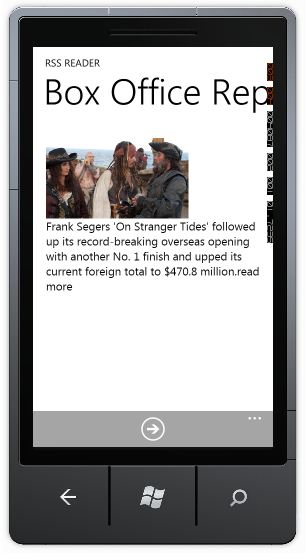 RSS READER
Box Office Rep
Frank Segers 'On Stranger Tides' followed
up its record-breaking overseas opening
with another No. 1 finish and upped its
current foreign total to $470.8 million.read
more